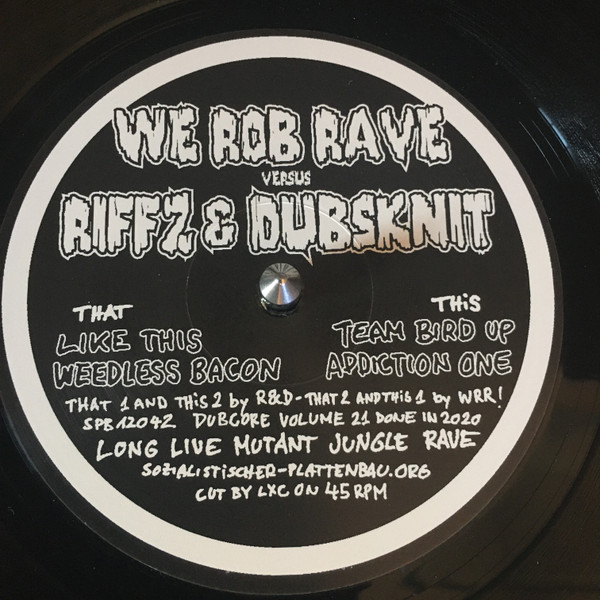 WE ROB RAVE
VERSUS
RIFFZ & DUBSKNIT
THAT THIS
LIKE THIS TEAM BIRD UP
WEEDLESS BACON ADDICTION ONE
THAT 1 AND THIS 2 by R&D - THAT 2 AND THIS 1 by WRR!
SPB12042 DUBCORE VOLUME 21 DONE IN 2020
LONG LIVE MUTANT JUNGLE RAVE
SOZIALISTISCHER-PLATTENBAU.ORG
CUT BY LXC ON 45 RPM